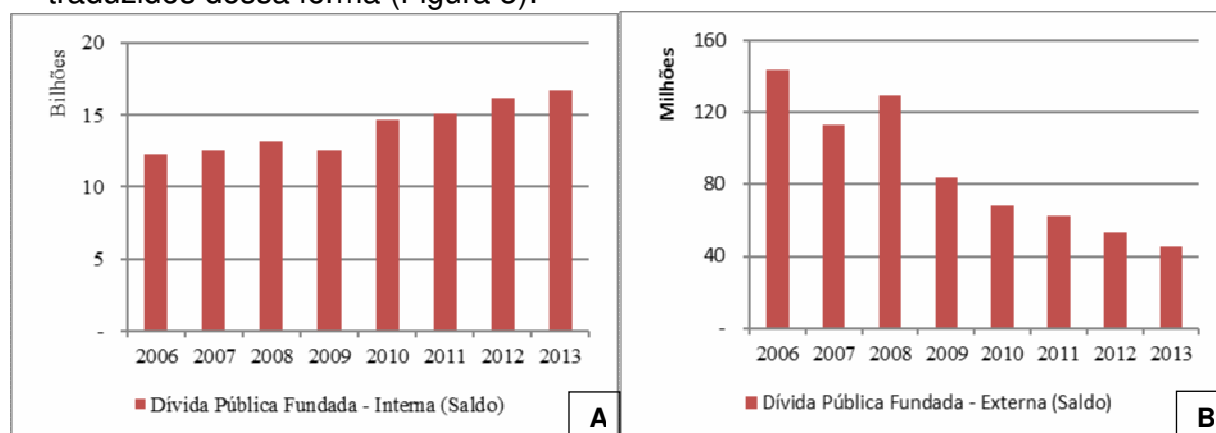 traduzidos dessa forma (Figura 3).
Bilhões
20
15
10
5
-
2006 2007 2008 2009 2010 2011 2012 2013
Dívida Pública Fundada - Interna (Saldo)
A
Milhões
160
120
80
40
-
2006 2007 2008 2009 2010 2011 2012 2013
Dívida Pública Fundada - Externa (Saldo)
B